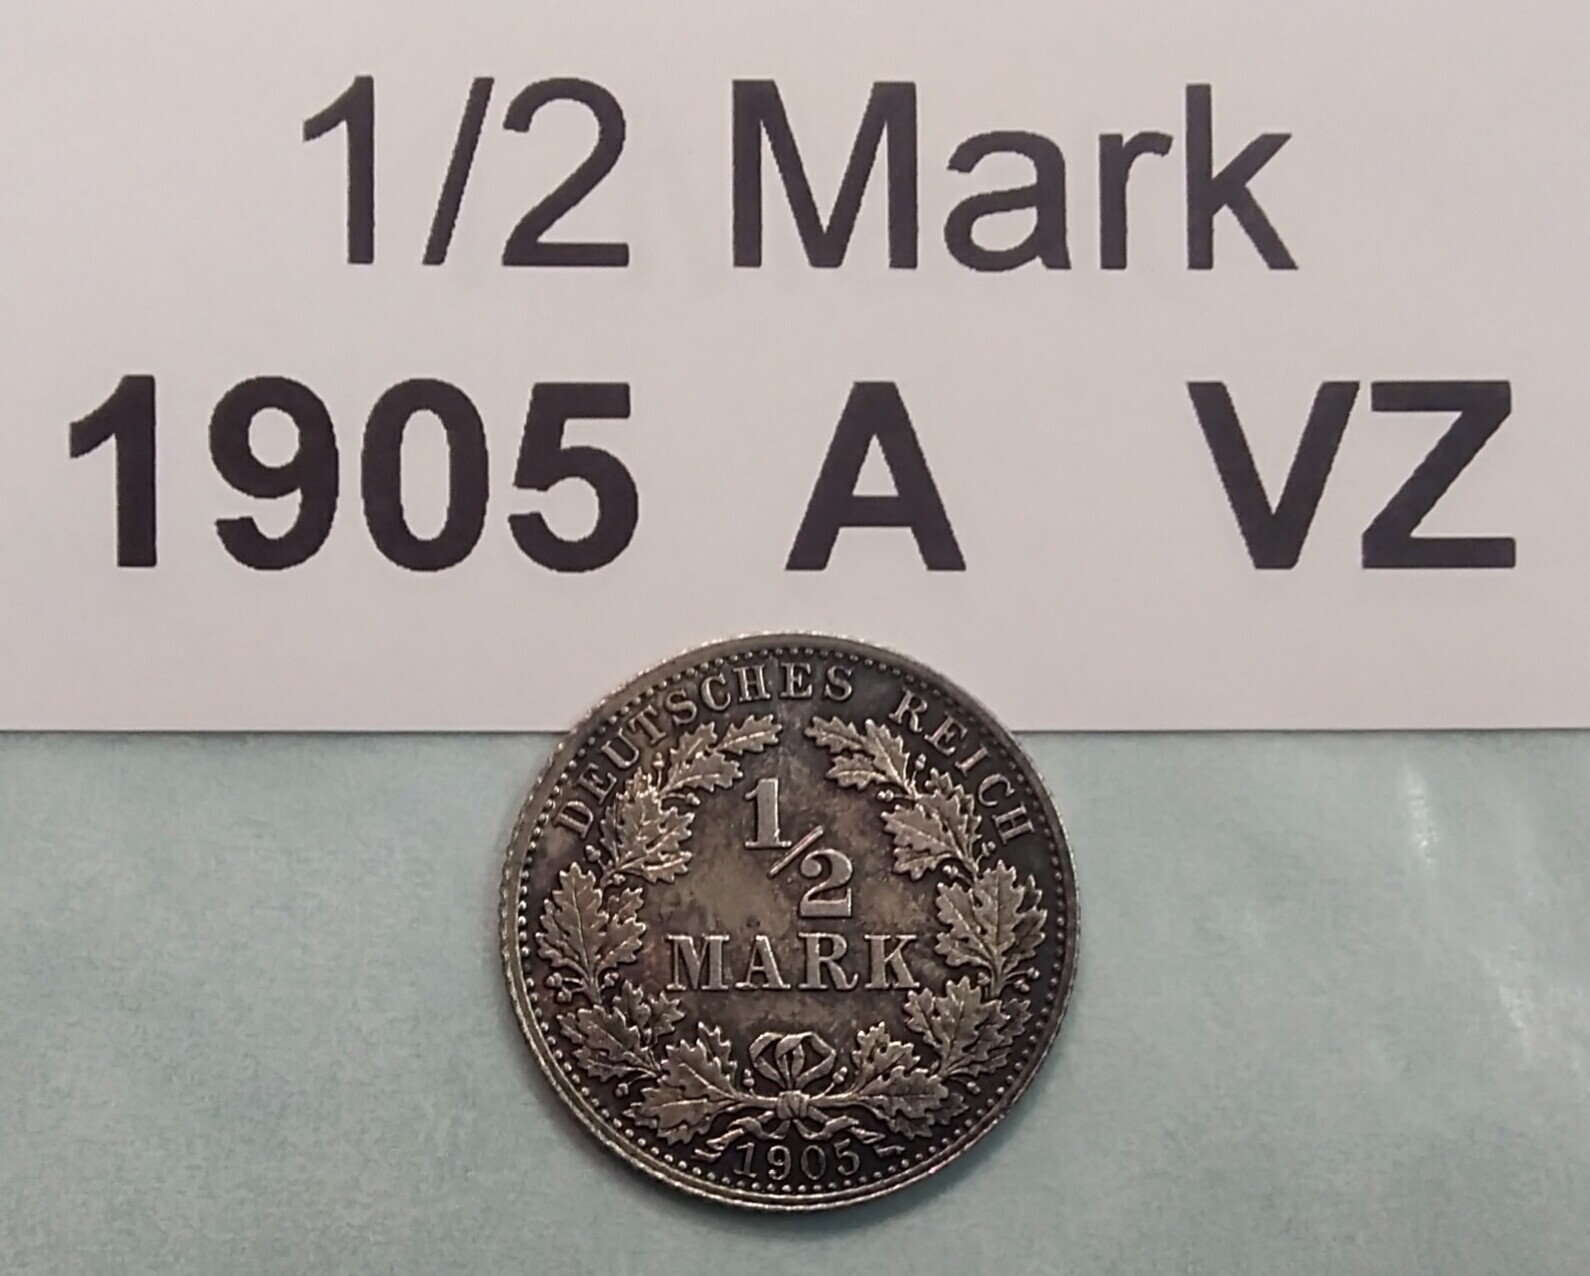 1/2 Mark
1905 A VZ
DEUTSCHES REICH
1/2
MARK
1905